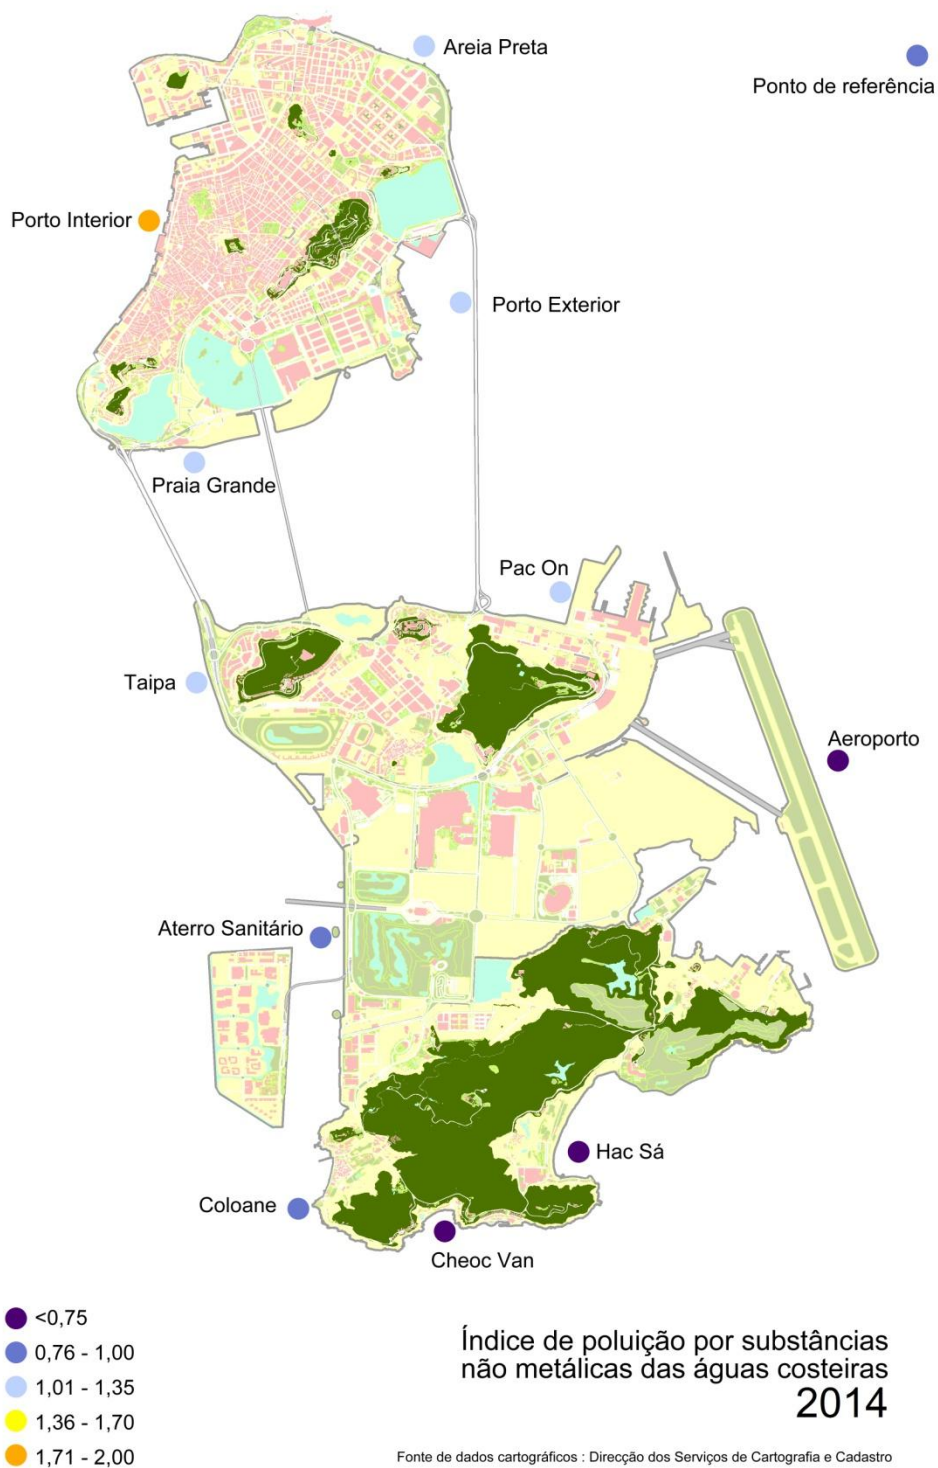 Areia Preta
Ponto de referência
Porto Interior
Porto Exterior
Praia Grande
Pac On
Taipa
Aeroporto
Aterro Sanitário
Hac Sá
Coloane
Cheoc Van
<0,75
0,76 - 1,00
1,01 - 1,35
1,36 - 1,70
1,71 - 2,00
Índice de poluição por substâncias
não metálicas das águas costeiras
2014
Fonte de dados cartográficos : Direcção dos Serviços de Cartografia e Cadastro